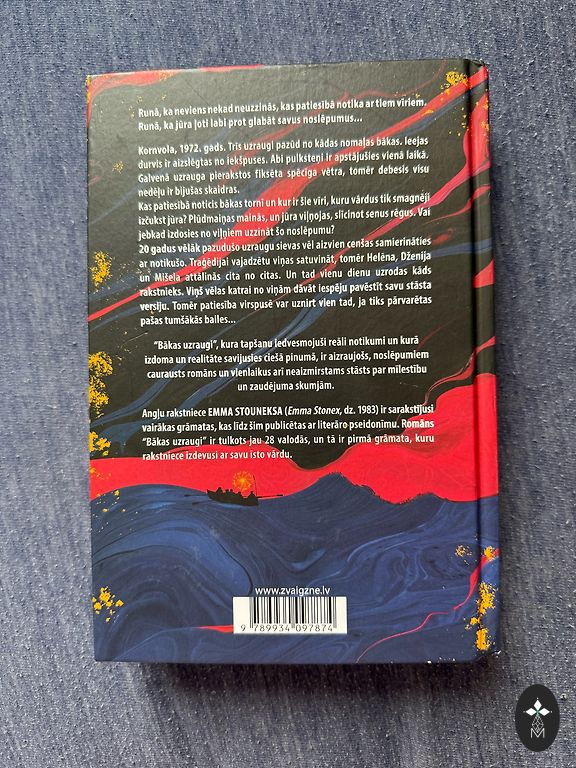 Runā, ka neviens nekad neuzzinās, kas patiesībā notika ar tiem vīriem.
Runā, ka jūra ļoti labi prot glabāt savus noslēpumus...
Kornvola, 1972. gads. Trīs uzraugi pazūd no kādas nomaļas bākas. Ieejas
durvis ir aizslēgtas no iekšpuses. Abi pulksteņi ir apstājušies vienā laikā.
Galvenā uzrauga pierakstos fiksēta spēcīga vētra, tomēr debesis visu
nedēļu ir bijušas skaidras.
Kas patiesībā noticis bākas tornī un kur ir šie vīri, kuru vārdus tik smagnēji
izčukst jūra? Plūdmaiņas mainās, un jūra viļņojas, slīcinot senus rēgus. Vai
jebkad izdosies no viļņiem uzzināt šo noslēpumu?
20 gadus vēlāk pazudušo uzraugu sievas vēl aizvien cenšas samierināties
ar notikušo. Traģēdijai vajadzētu viņas satuvināt, tomēr Helēna, Dženija
un Mišela attālinās cita no citas. Un tad vienu dienu uzrodas kāds
rakstnieks. Viņš vēlas katrai no viņām dāvāt iespēju pavēstīt savu stāsta
versiju. Tomēr patiesība virspusē var uznirt vien tad, ja tiks pārvarētas
pašas tumšākās bailes...
"Bākas uzraugi", kura tapšanu iedvesmojuši reāli notikumi un kurā
izdoma un realitāte savijusies ciešā pinumā, ir aizraujošs, noslēpumiem
caurausts romāns un vienlaikus arī neaizmirstams stāsts par mīlestību
un zaudējuma skumjām.
Angļu rakstniece EMMA STOUNEKSA (Emma Stonex, dz. 1983) ir sarakstījusi
vairākas grāmatas, kas līdz šim publicētas ar literāro pseidonīmu. Romāns
"Bākas uzraugi" ir tulkots jau 28 valodās, un tā ir pirmā grāmata, kuru
rakstniece izdevusi ar savu īsto vārdu.
www.zvaigzne.lv
9 789934 097874
M